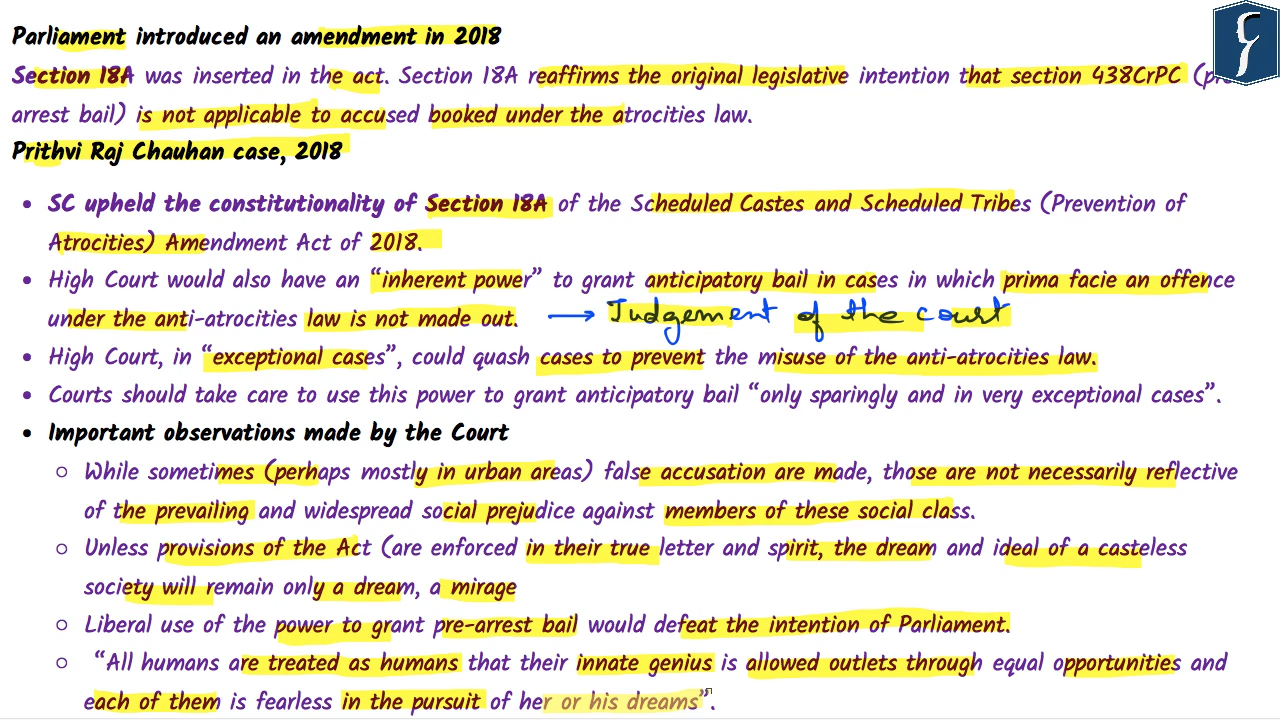 Parliament introduced an amendment in 2018
Section 18A was inserted in the act. Section 18A reaffirms the original legislative intention that section 438CrPC (pre-
arrest bail) is not applicable to accused booked under the atrocities law.
Prithvi Raj Chauhan case, 2018
• SC upheld the constitutionality of Section 18A of the Scheduled Castes and Scheduled Tribes (Prevention of
Atrocities) Amendment Act of 2018.
• High Court would also have an “inherent power” to grant anticipatory bail in cases in which prima facie an offence
under the anti-atrocities law is not made out. → Judgement of the court
• High Court, in “exceptional cases”, could quash cases to prevent the misuse of the anti-atrocities law.
• Courts should take care to use this power to grant anticipatory bail “only sparingly and in very exceptional cases”.
• Important observations made by the Court
○ While sometimes (perhaps mostly in urban areas) false accusation are made, those are not necessarily reflective
of the prevailing and widespread social prejudice against members of these social class.
○ Unless provisions of the Act (are enforced in their true letter and spirit, the dream and ideal of a casteless
society will remain only a dream, a mirage
○ Liberal use of the power to grant pre-arrest bail would defeat the intention of Parliament.
○ “All humans are treated as humans that their innate genius is allowed outlets through equal opportunities and
each of them is fearless in the pursuit of her or his dreams”.